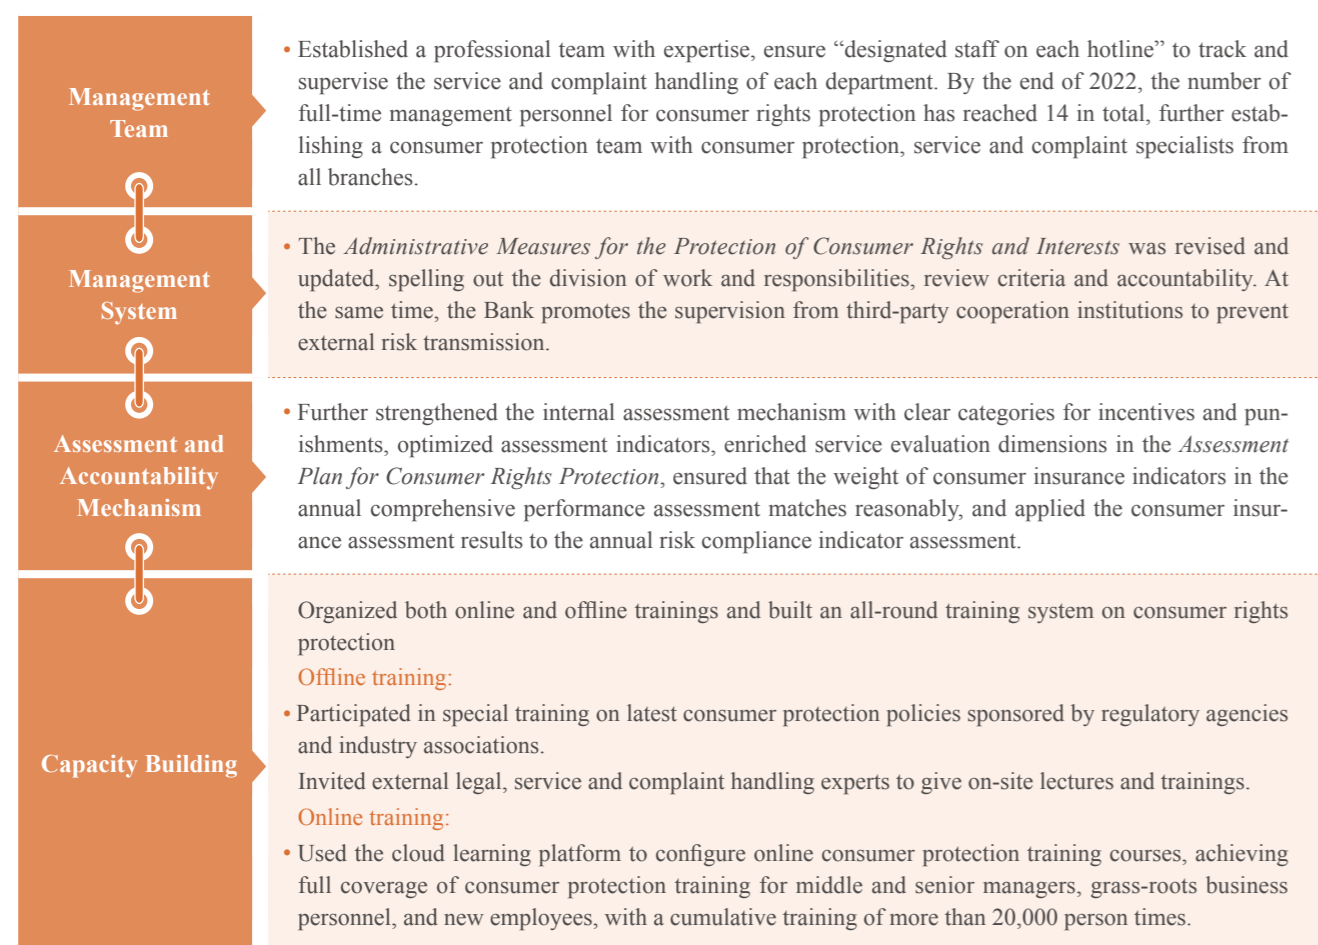 Management
Team
• Established a professional team with expertise, ensure “designated staff on each hotline” to track and
supervise the service and complaint handling of each department. By the end of 2022, the number of
full-time management personnel for consumer rights protection has reached 14 in total, further estab-
lishing a consumer protection team with consumer protection, service and complaint specialists from
all branches.
Management
System
• The Administrative Measures for the Protection of Consumer Rights and Interests was revised and
updated, spelling out the division of work and responsibilities, review criteria and accountability. At
the same time, the Bank promotes the supervision from third-party cooperation institutions to prevent
external risk transmission.
Assessment and
Accountability
Mechanism
• Further strengthened the internal assessment mechanism with clear categories for incentives and pun-
ishments, optimized assessment indicators, enriched service evaluation dimensions in the Assessment
Plan for Consumer Rights Protection, ensured that the weight of consumer insurance indicators in the
annual comprehensive performance assessment matches reasonably, and applied the consumer insur-
ance assessment results to the annual risk compliance indicator assessment.
Capacity Building
Organized both online and offline trainings and built an all-round training system on consumer rights
protection
Offline training:
• Participated in special training on latest consumer protection policies sponsored by regulatory agencies
and industry associations.
Invited external legal, service and complaint handling experts to give on-site lectures and trainings.
Online training:
• Used the cloud learning platform to configure online consumer protection training courses, achieving
full coverage of consumer protection training for middle and senior managers, grass-roots business
personnel, and new employees, with a cumulative training of more than 20,000 person times.